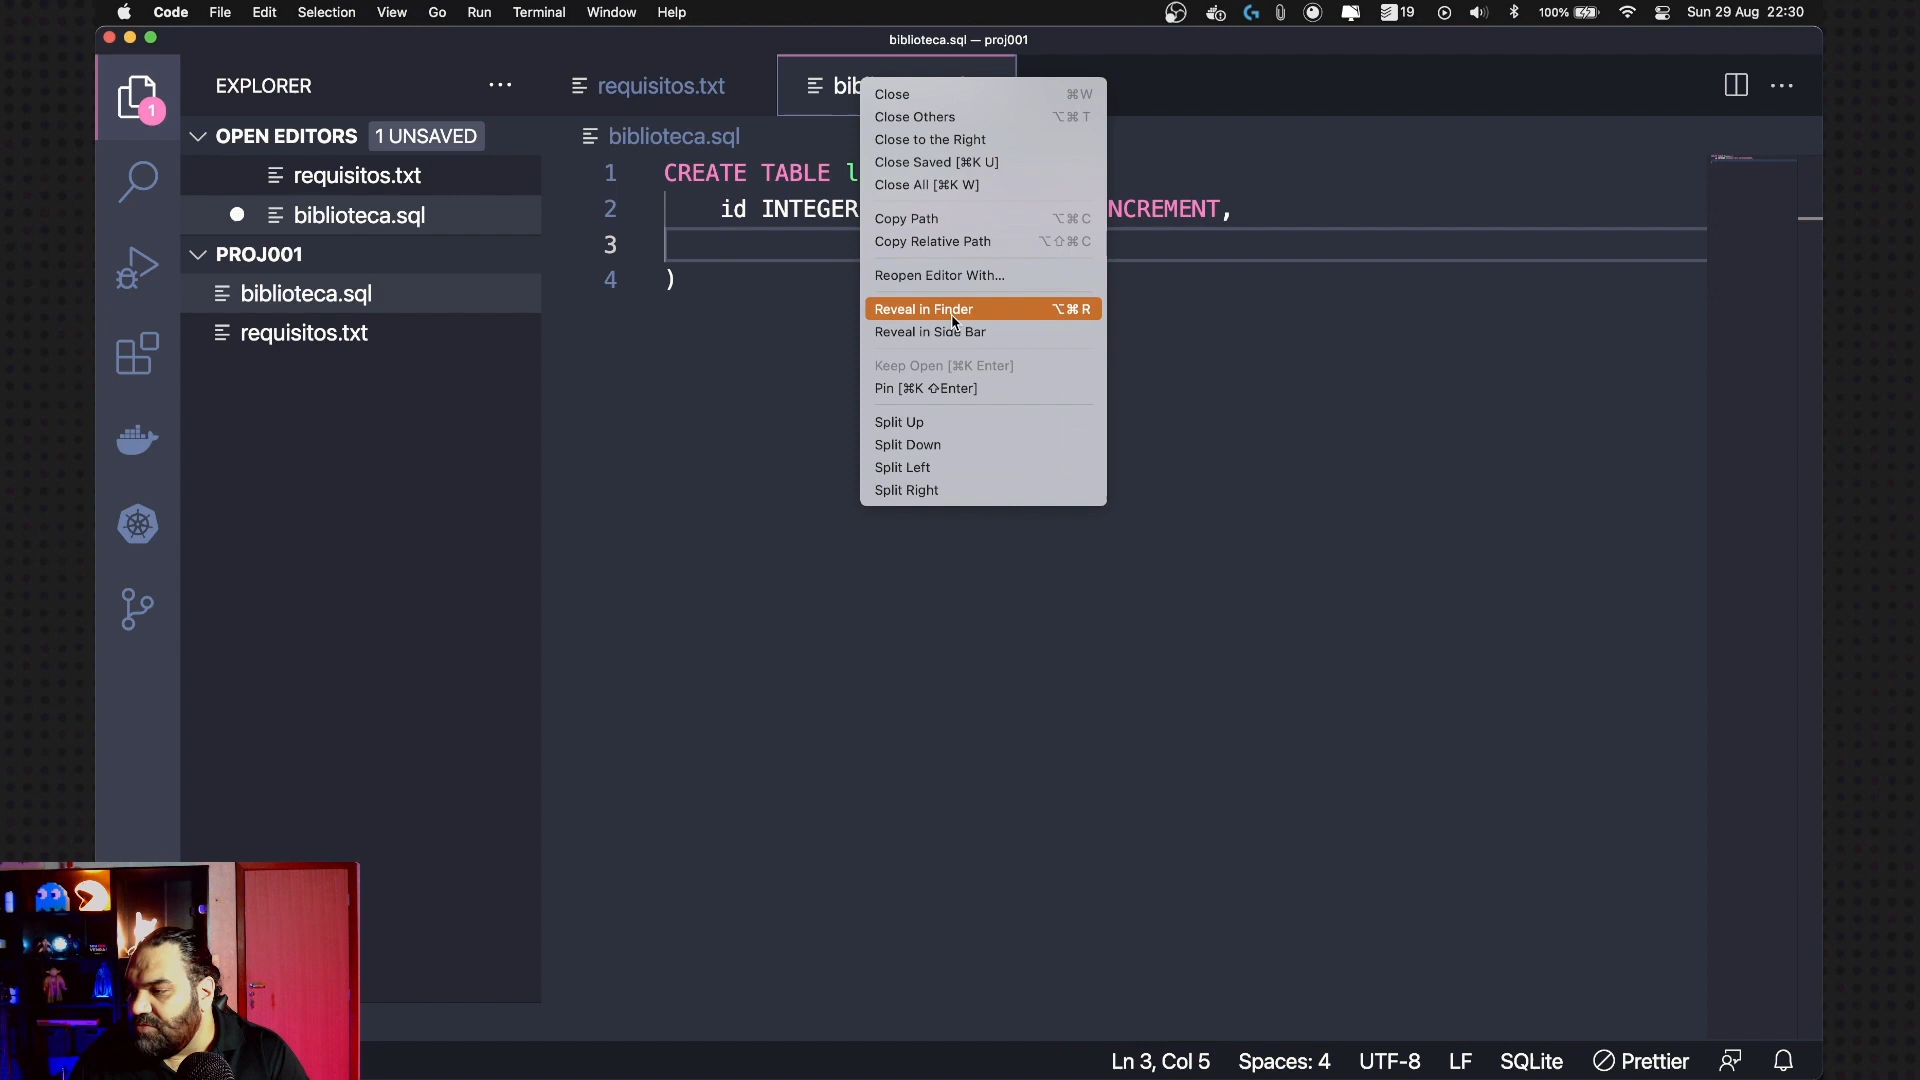 Code File Edit Selection View Go Run Terminal Window Help
19 100% Sun 29 Aug 22:30
biblioteca.sql — proj001
EXPLORER
OPEN EDITORS 1 UNSAVED
requisitos.txt
biblioteca.sql
PROJ001
biblioteca.sql
requisitos.txt
1
requisitos.txt
biblioteca.sql
1 CREATE TABLE
2 id INTEGER
3
4 )
Close ⌘W
Close Others ⌥⌘T
Close to the Right
Close Saved [⌘K U]
Close All [⌘K W]
Copy Path ⌥⌘C
Copy Relative Path ⌥⇧⌘C
Reopen Editor With...
Reveal in Finder ⌥⌘R
Reveal in Side Bar
Keep Open [⌘K Enter]
Pin [⌘K ⇧Enter]
Split Up
Split Down
Split Left
Split Right
Ln 3, Col 5 Spaces: 4 UTF-8 LF SQLite Prettier